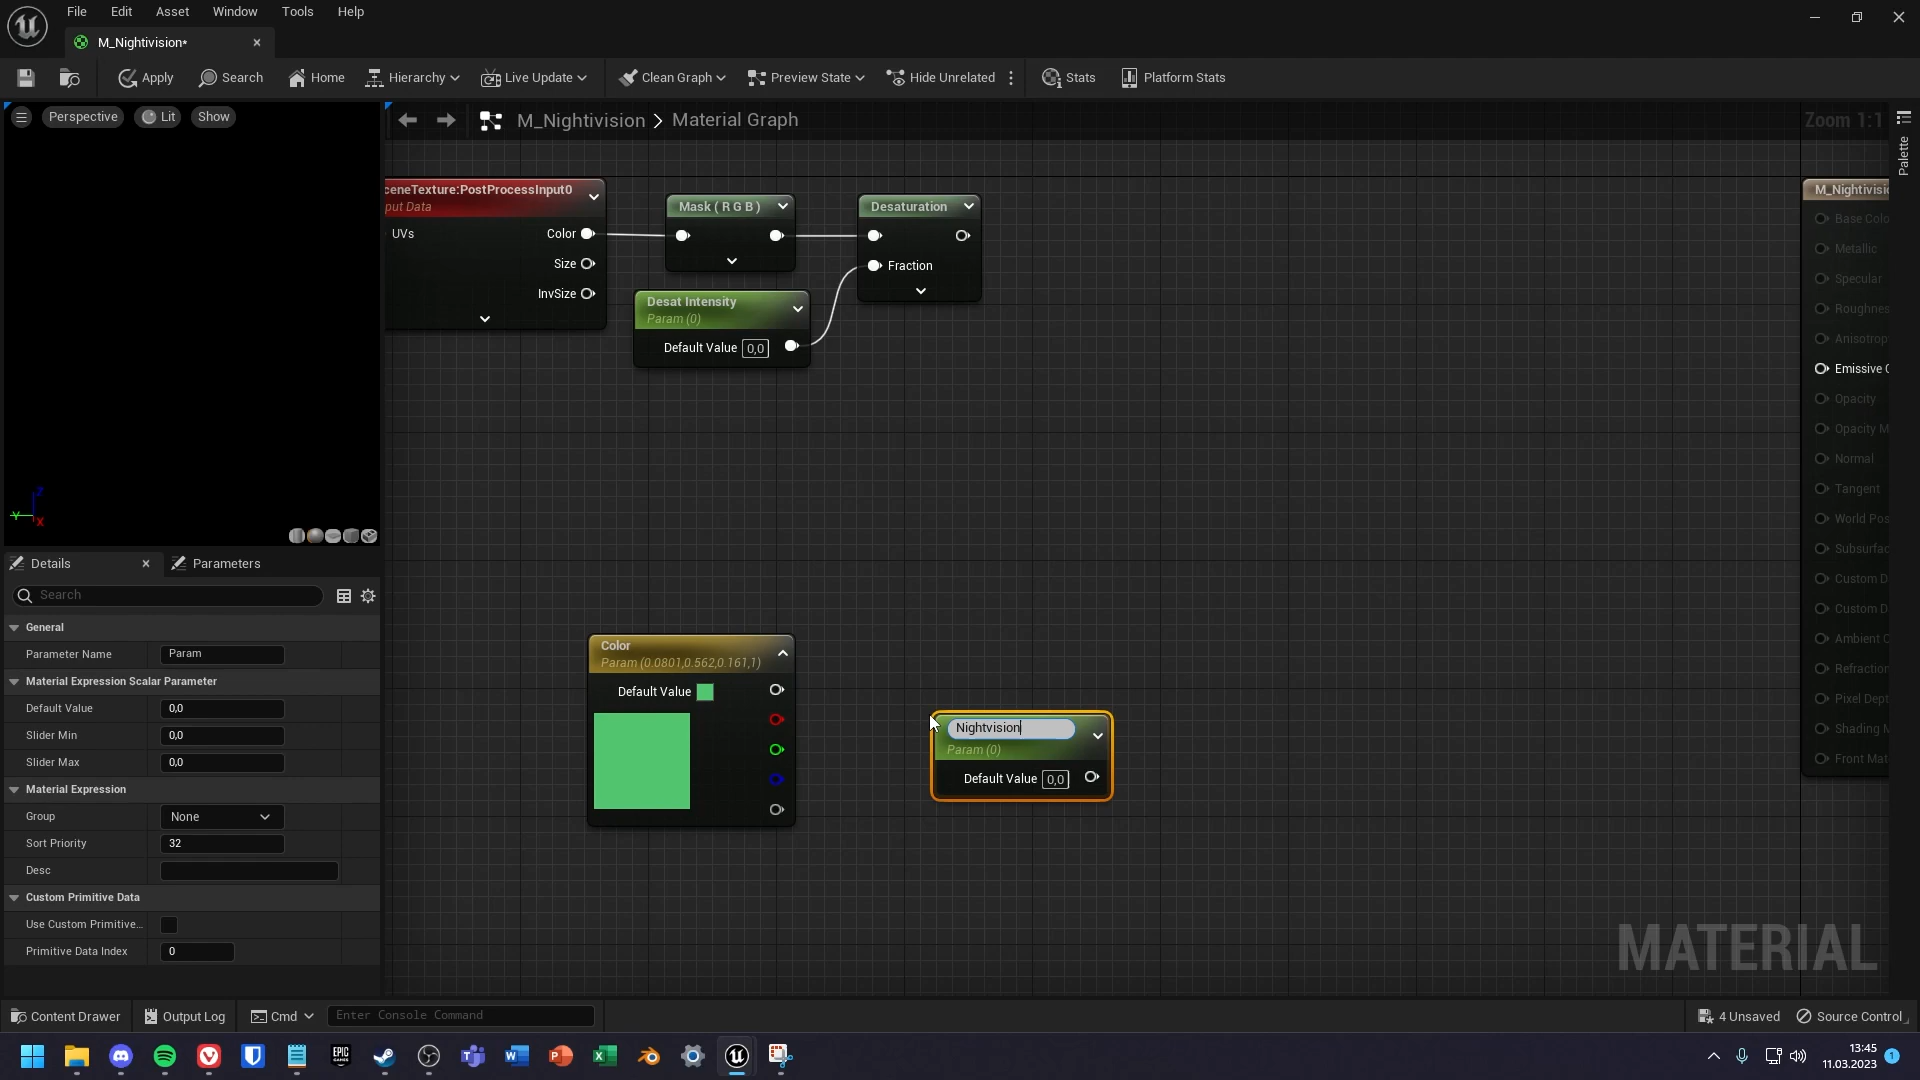 File Edit Asset Window Tools Help
M_Nightivision*
Apply Search Home Hierarchy Live Update Clean Graph Preview State Hide Unrelated Stats Platform Stats
Perspective Lit Show
M_Nightivision > Material Graph
Zoom 1:1
Palette
ceneTexture:PostProcessInput0
put Data
UVs Color
Size
InvSize
Mask ( R G B )
Desaturation
Fraction
Desat Intensity
Param (0)
Default Value 0,0
M_Nightivisio
Base Colo
Metallic
Specular
Roughnes
Anisotrop
Emissive C
Opacity
Opacity M
Normal
Tangent
World Pos
Subsurfac
Custom D
Custom D
Ambient O
Refraction
Pixel Dept
Shading M
Front Mat
Z
Y
X
Details
Parameters
Search
General
Parameter Name Param
Material Expression Scalar Parameter
Default Value 0,0
Slider Min 0,0
Slider Max 0,0
Material Expression
Group None
Sort Priority 32
Desc
Custom Primitive Data
Use Custom Primitive...
Primitive Data Index 0
Color
Param (0.0801,0.562,0.161,1)
Default Value
Nightvision
Param (0)
Default Value 0,0
MATERIAL
Content Drawer Output Log Cmd Enter Console Command
4 Unsaved Source Control
EPIC GAMES
13:45
11.03.2023
1